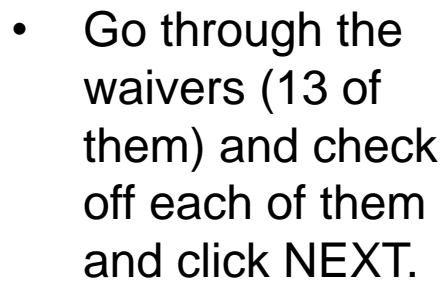 • Go through the
waivers (13 of
them) and check
off each of them
and click NEXT.